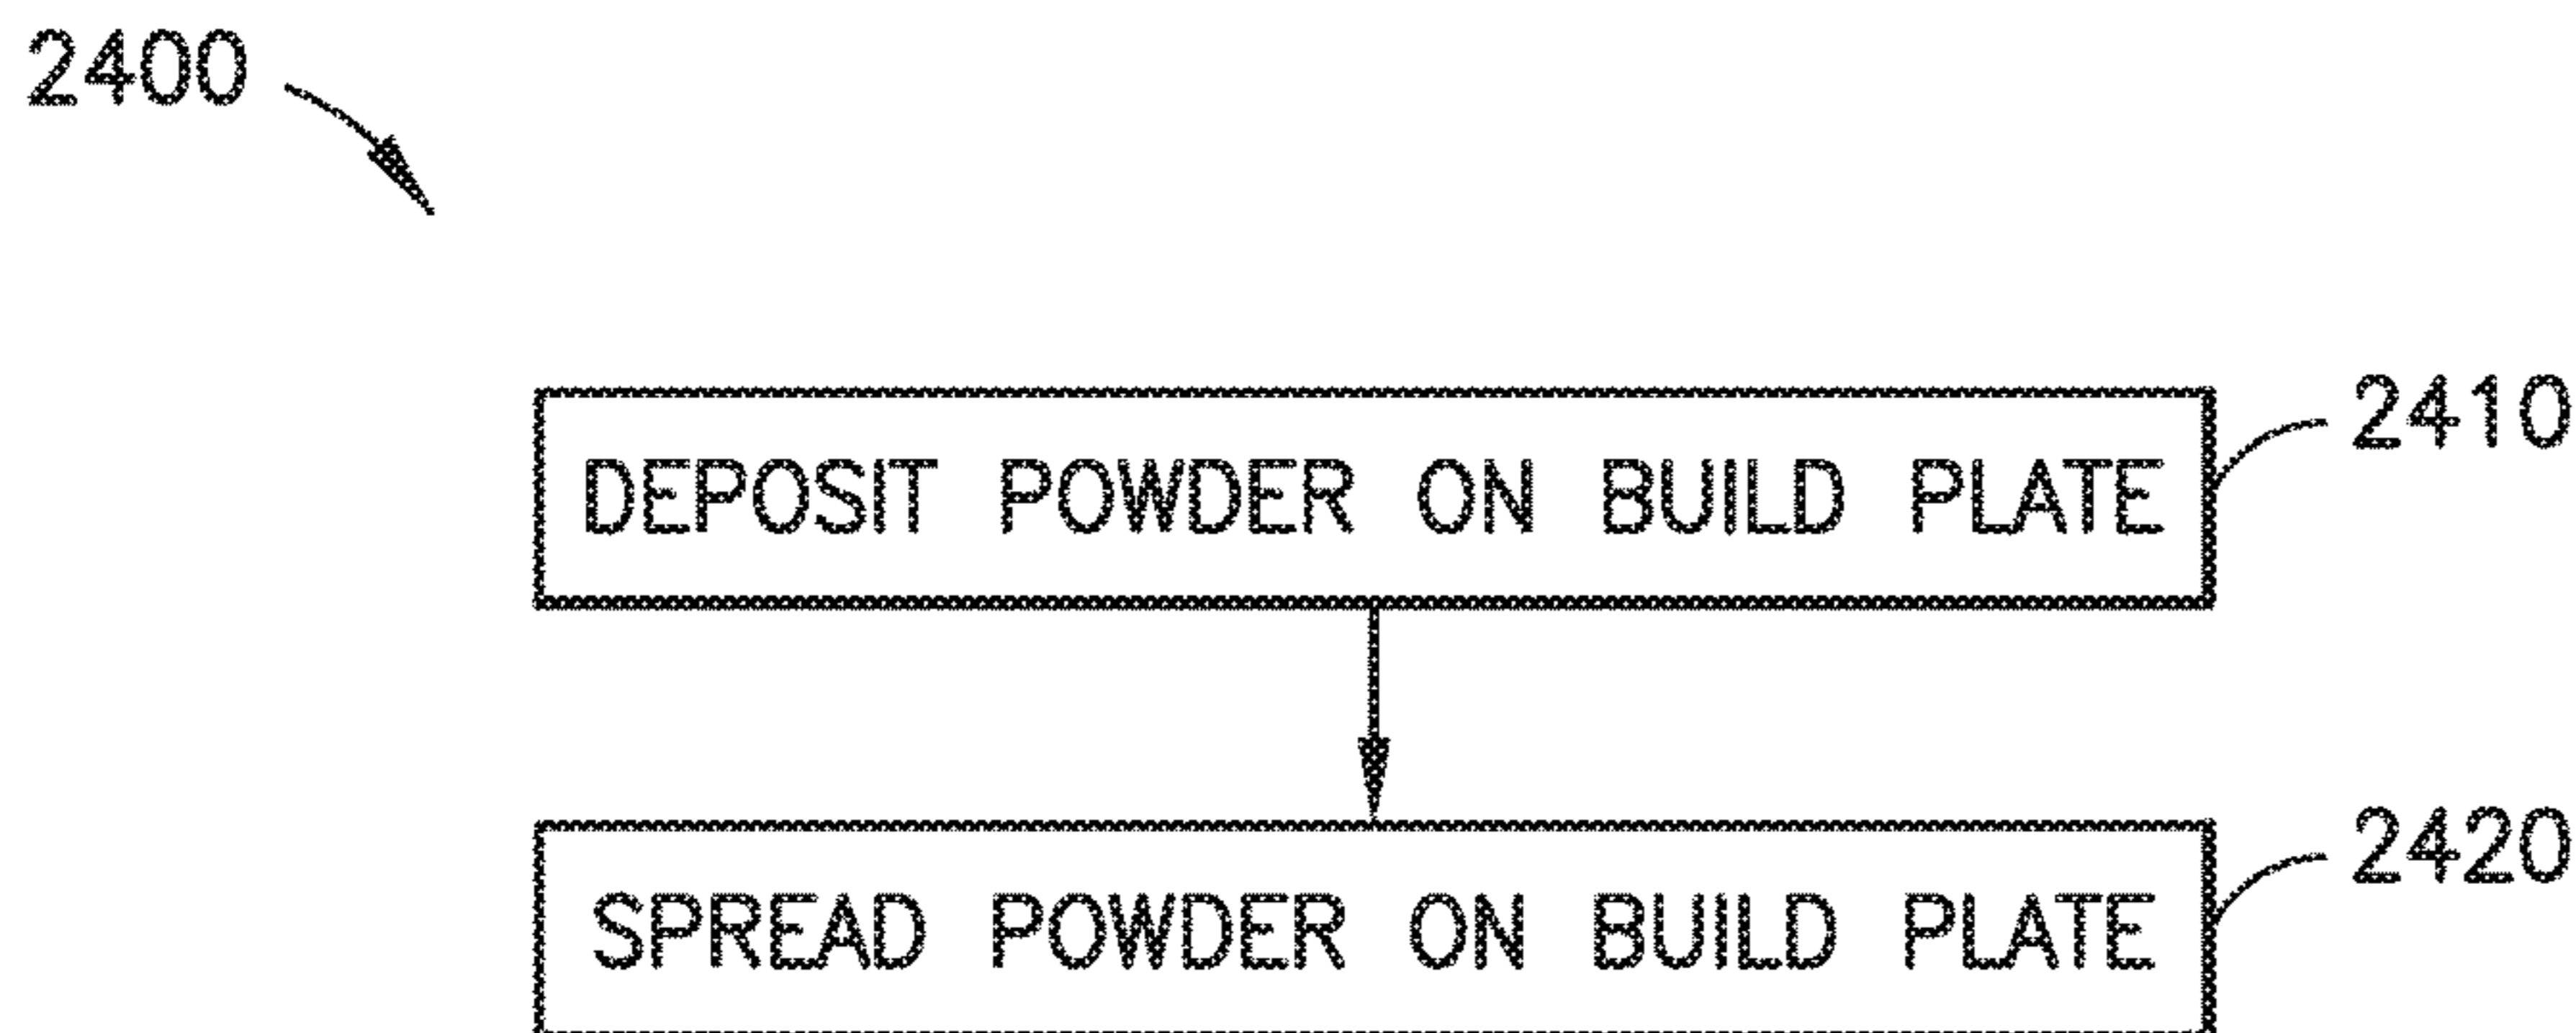 2400
DEPOSIT POWDER ON BUILD PLATE
2410
SPREAD POWDER ON BUILD PLATE
2420